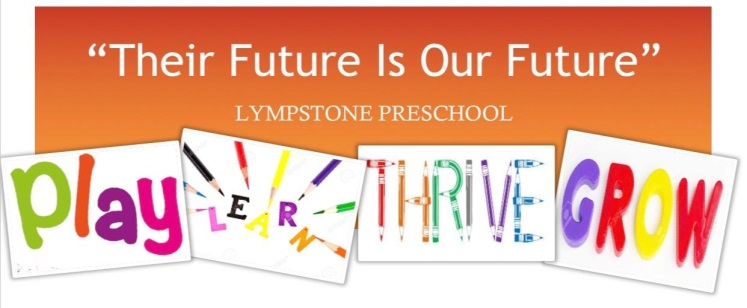 “Their Future Is Our Future”
LYMPSTONE PRESCHOOL
play
LEARN
THRIVE
GROW